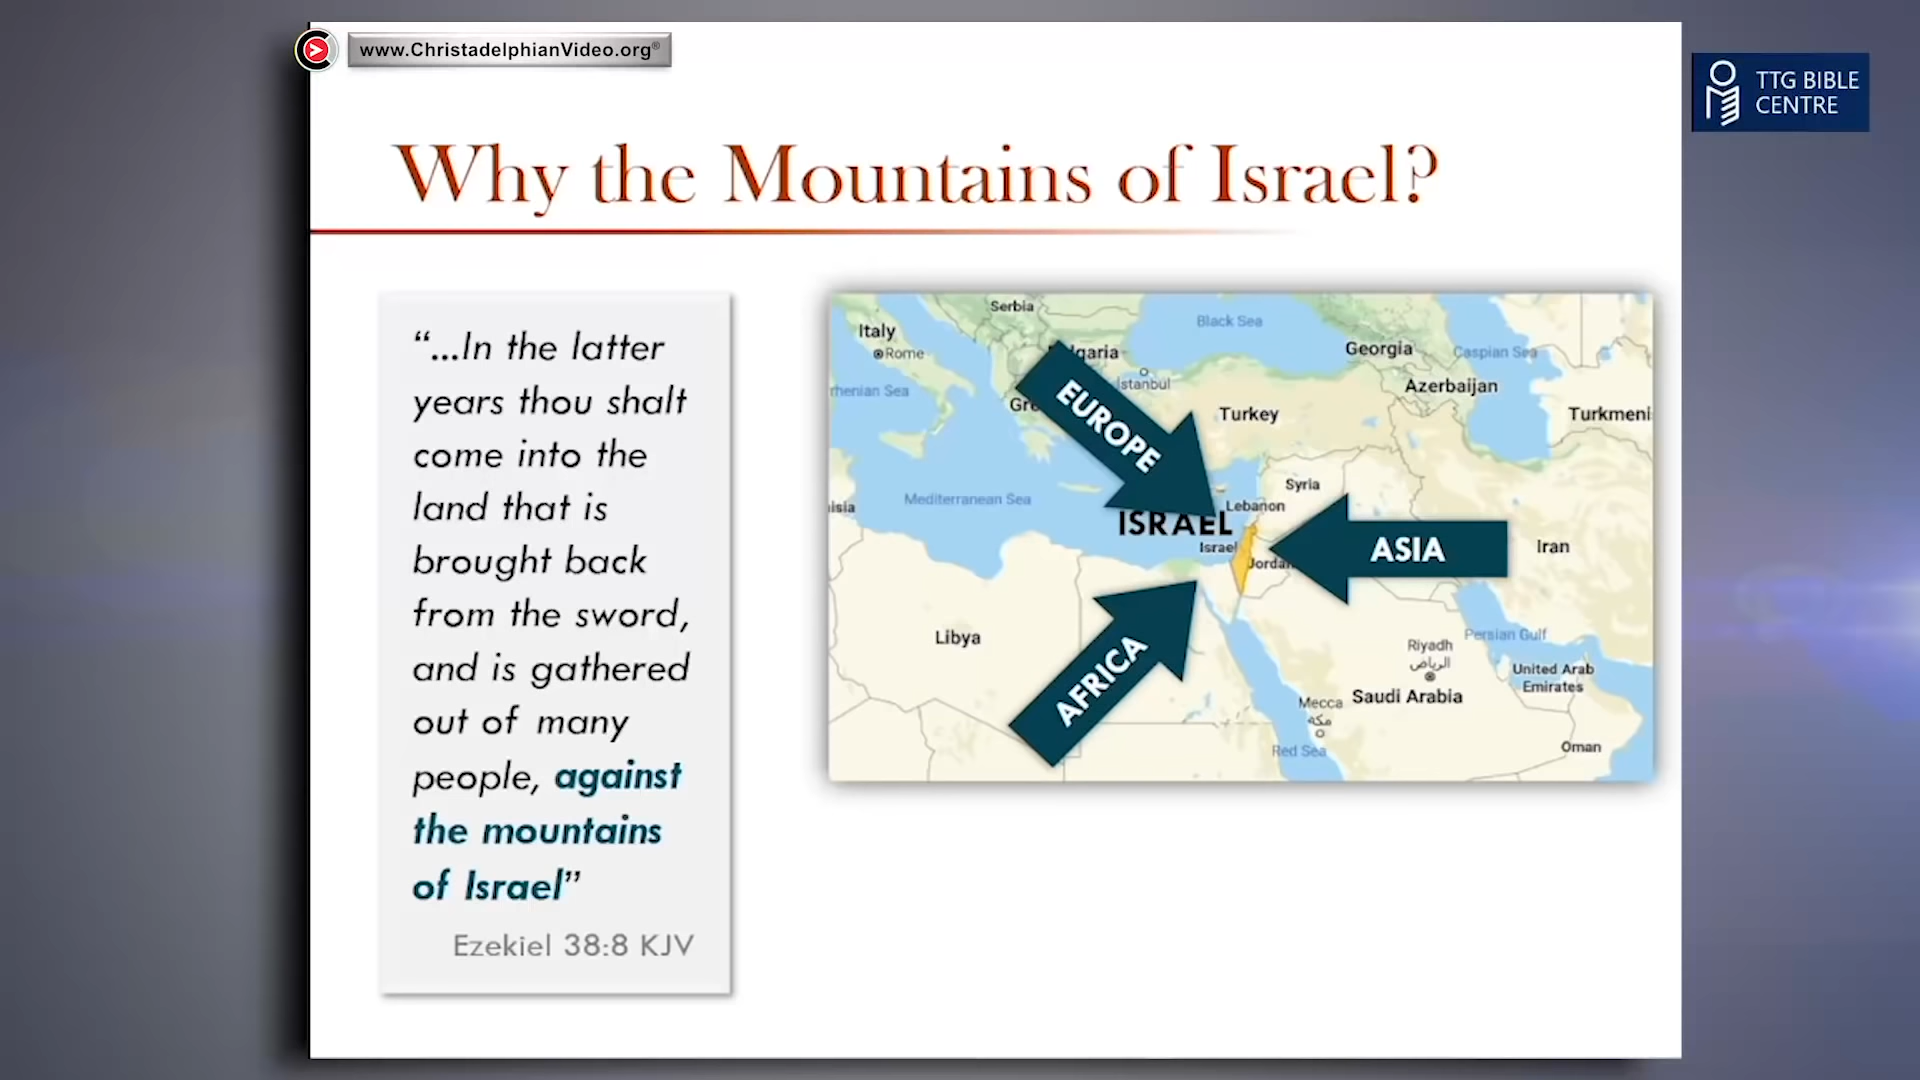 www.ChristadelphianVideo.org®
TTG BIBLE
CENTRE
Why the Mountains of Israel?
“...In the latter
years thou shalt
come into the
land that is
brought back
from the sword,
and is gathered
out of many
people, against
the mountains
of Israel”
Ezekiel 38:8 KJV
Serbia
Black Sea
Italy
Rome
Georgia
Caspian Sea
Istanbul
Azerbaijan
Turkey
Turkmeni
EUROPE
Mediterranean Sea
Syria
Lebanon
ISRAEL
Israel
ASIA
Iran
Jordan
AFRICA
Libya
Persian Gulf
Riyadh
الرياض
United Arab
Emirates
Saudi Arabia
Mecca
مكة
Red Sea
Oman